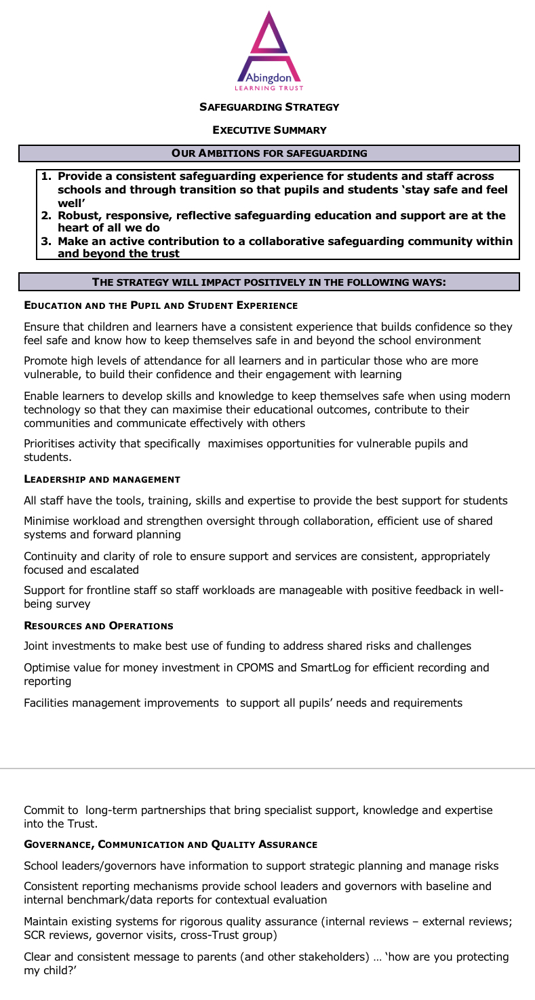 Abingdon
LEARNING TRUST
SAFEGUARDING STRATEGY
EXECUTIVE SUMMARY
OUR AMBITIONS FOR SAFEGUARDING
1. Provide a consistent safeguarding experience for students and staff across
schools and through transition so that pupils and students ‘stay safe and feel
well’
2. Robust, responsive, reflective safeguarding education and support are at the
heart of all we do
3. Make an active contribution to a collaborative safeguarding community within
and beyond the trust
THE STRATEGY WILL IMPACT POSITIVELY IN THE FOLLOWING WAYS:
EDUCATION AND THE PUPIL AND STUDENT EXPERIENCE
Ensure that children and learners have a consistent experience that builds confidence so they
feel safe and know how to keep themselves safe in and beyond the school environment
Promote high levels of attendance for all learners and in particular those who are more
vulnerable, to build their confidence and their engagement with learning
Enable learners to develop skills and knowledge to keep themselves safe when using modern
technology so that they can maximise their educational outcomes, contribute to their
communities and communicate effectively with others
Prioritises activity that specifically  maximises opportunities for vulnerable pupils and
students.
LEADERSHIP AND MANAGEMENT
All staff have the tools, training, skills and expertise to provide the best support for students
Minimise workload and strengthen oversight through collaboration, efficient use of shared
systems and forward planning
Continuity and clarity of role to ensure support and services are consistent, appropriately
focused and escalated
Support for frontline staff so staff workloads are manageable with positive feedback in well-
being survey
RESOURCES AND OPERATIONS
Joint investments to make best use of funding to address shared risks and challenges
Optimise value for money investment in CPOMS and SmartLog for efficient recording and
reporting
Facilities management improvements  to support all pupils’ needs and requirements
Commit to  long-term partnerships that bring specialist support, knowledge and expertise
into the Trust.
GOVERNANCE, COMMUNICATION AND QUALITY ASSURANCE
School leaders/governors have information to support strategic planning and manage risks
Consistent reporting mechanisms provide school leaders and governors with baseline and
internal benchmark/data reports for contextual evaluation
Maintain existing systems for rigorous quality assurance (internal reviews – external reviews;
SCR reviews, governor visits, cross-Trust group)
Clear and consistent message to parents (and other stakeholders) … ‘how are you protecting
my child?’